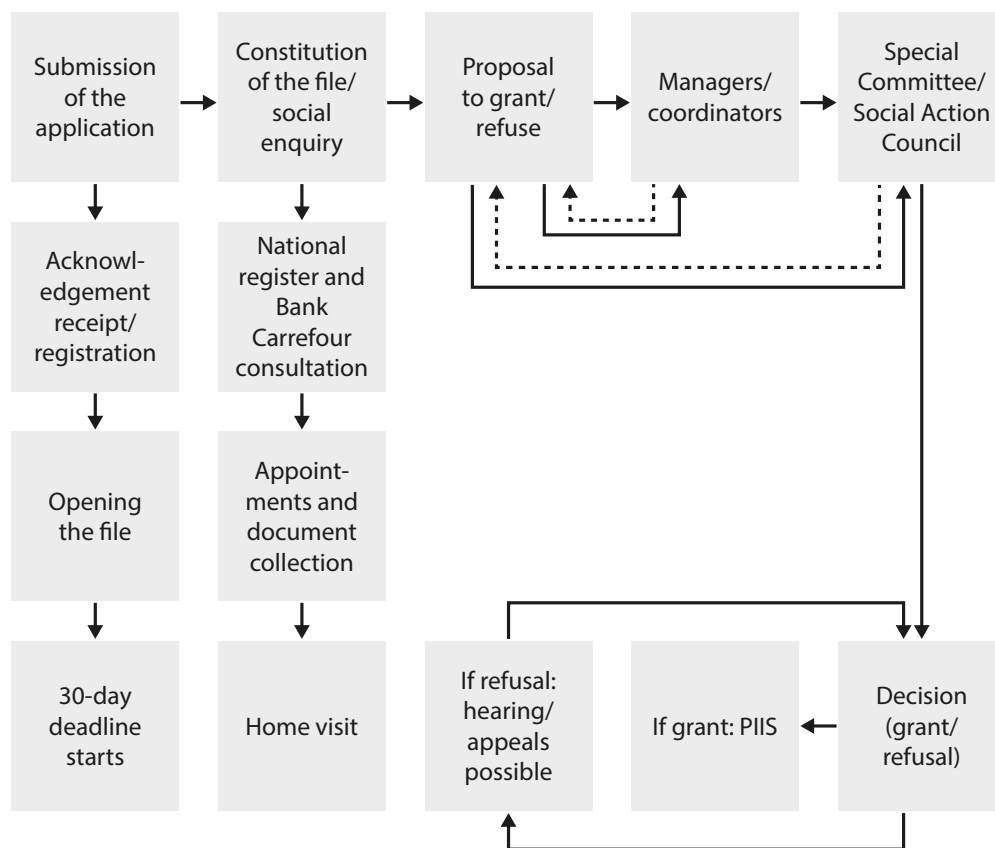 Submission
of the
application
Constitution
of the file/
social
enquiry
Proposal
to grant/
refuse
Managers/
coordinators
Special
Committee/
Social Action
Council
Acknowl-
edgement
receipt/
registration
National
register and
Bank
Carrefour
consultation
Opening
the file
Appoint-
ments and
document
collection
30-day
deadline
starts
Home visit
If refusal:
hearing/
appeals
possible
If grant: PIIS
Decision
(grant/
refusal)